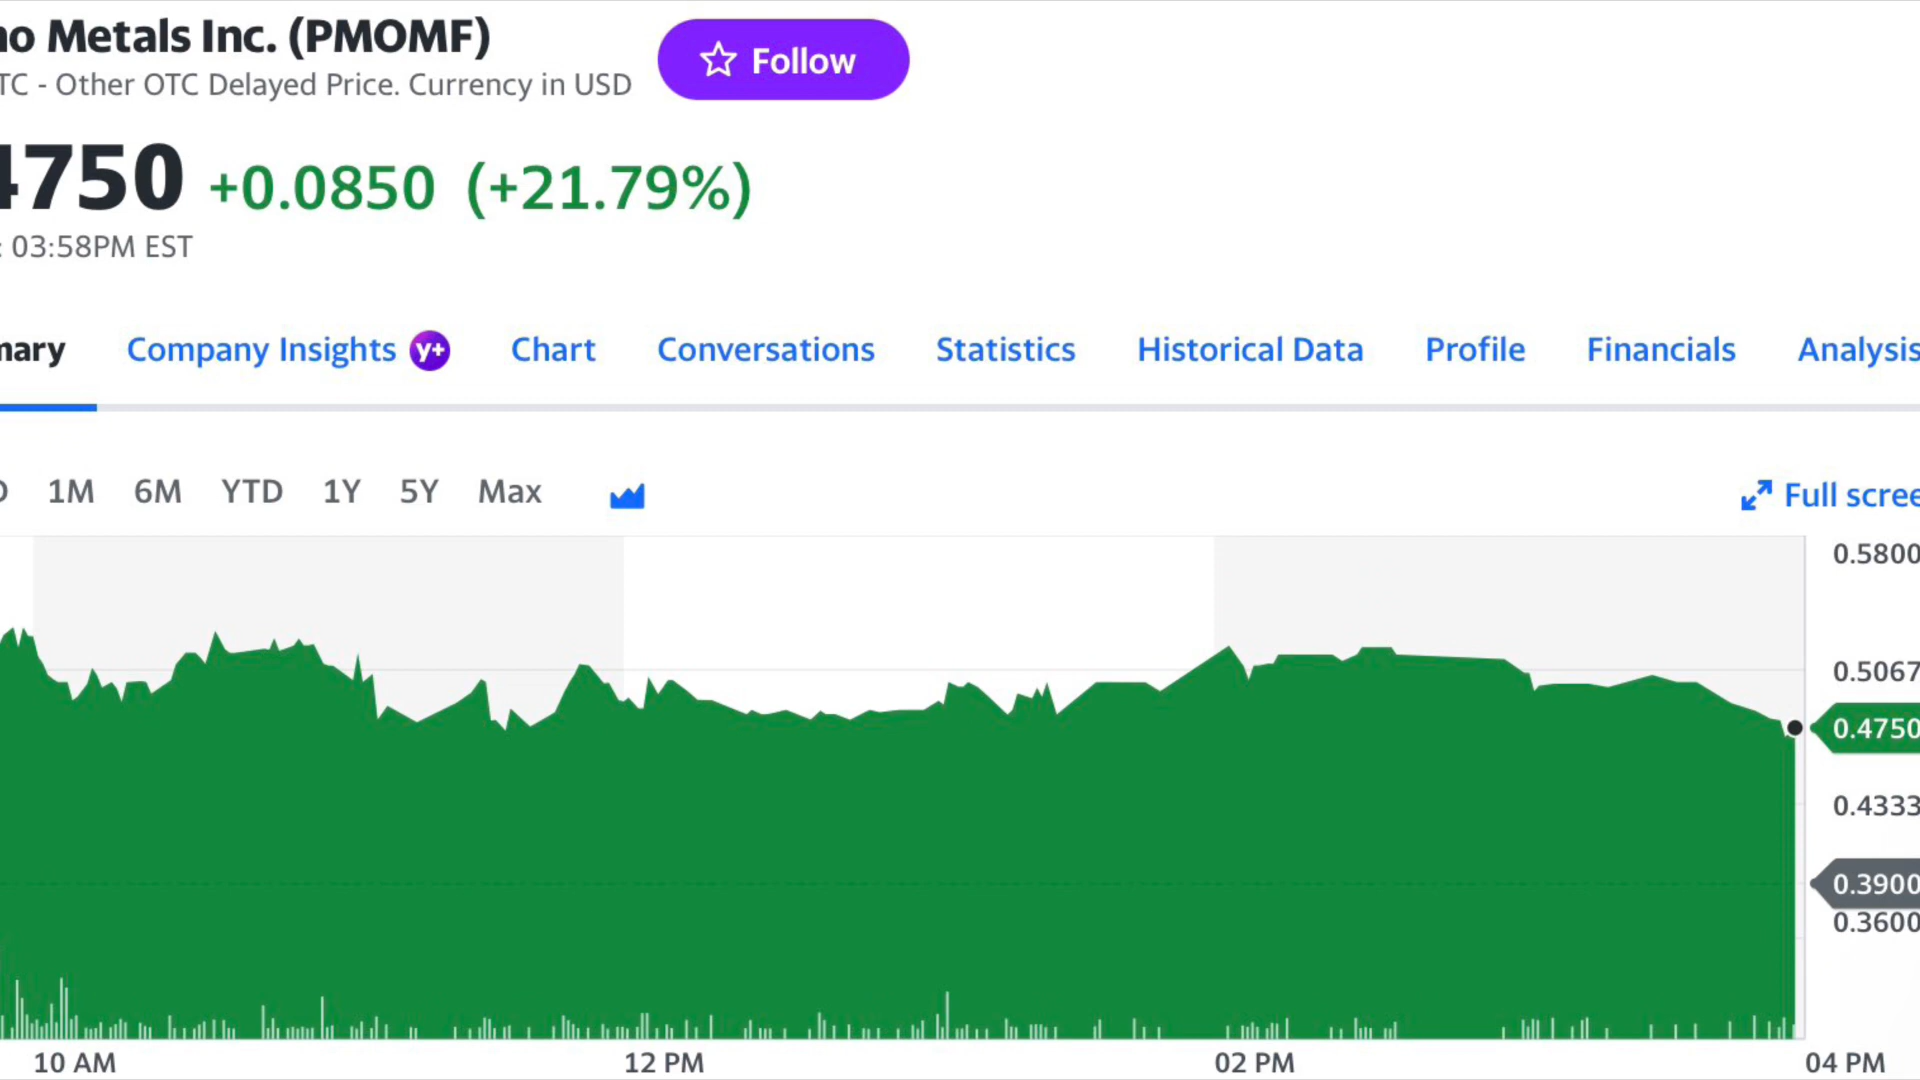 no Metals Inc. (PMOMF)
Follow
TC - Other OTC Delayed Price. Currency in USD
4750 +0.0850 (+21.79%)
: 03:58PM EST
mary Company Insights y+ Chart Conversations Statistics Historical Data Profile Financials Analysis
D 1M 6M YTD 1Y 5Y Max
Full scree
0.5800
0.5067
0.4750
0.4333
0.3900
0.3600
10 AM 12 PM 02 PM 04 PM